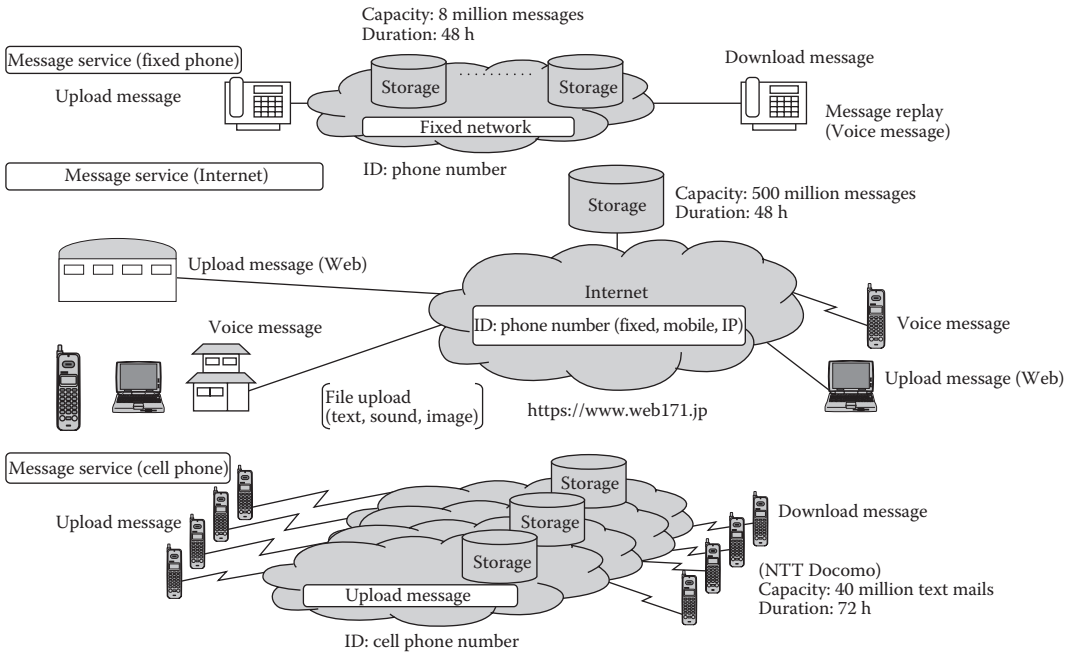 Capacity: 8 million messages
Duration: 48 h
Message service (fixed phone)
Upload message
Storage
Storage
Fixed network
ID: phone number
Download message
Message replay
(Voice message)
Message service (Internet)
Storage
Capacity: 500 million messages
Duration: 48 h
Upload message (Web)
Internet
ID: phone number (fixed, mobile, IP)
Voice message
Voice message
File upload
(text, sound, image)
https://www.web171.jp
Upload message (Web)
Message service (cell phone)
Upload message
Storage
Storage
Storage
Upload message
ID: cell phone number
Download message
(NTT Docomo)
Capacity: 40 million text mails
Duration: 72 h